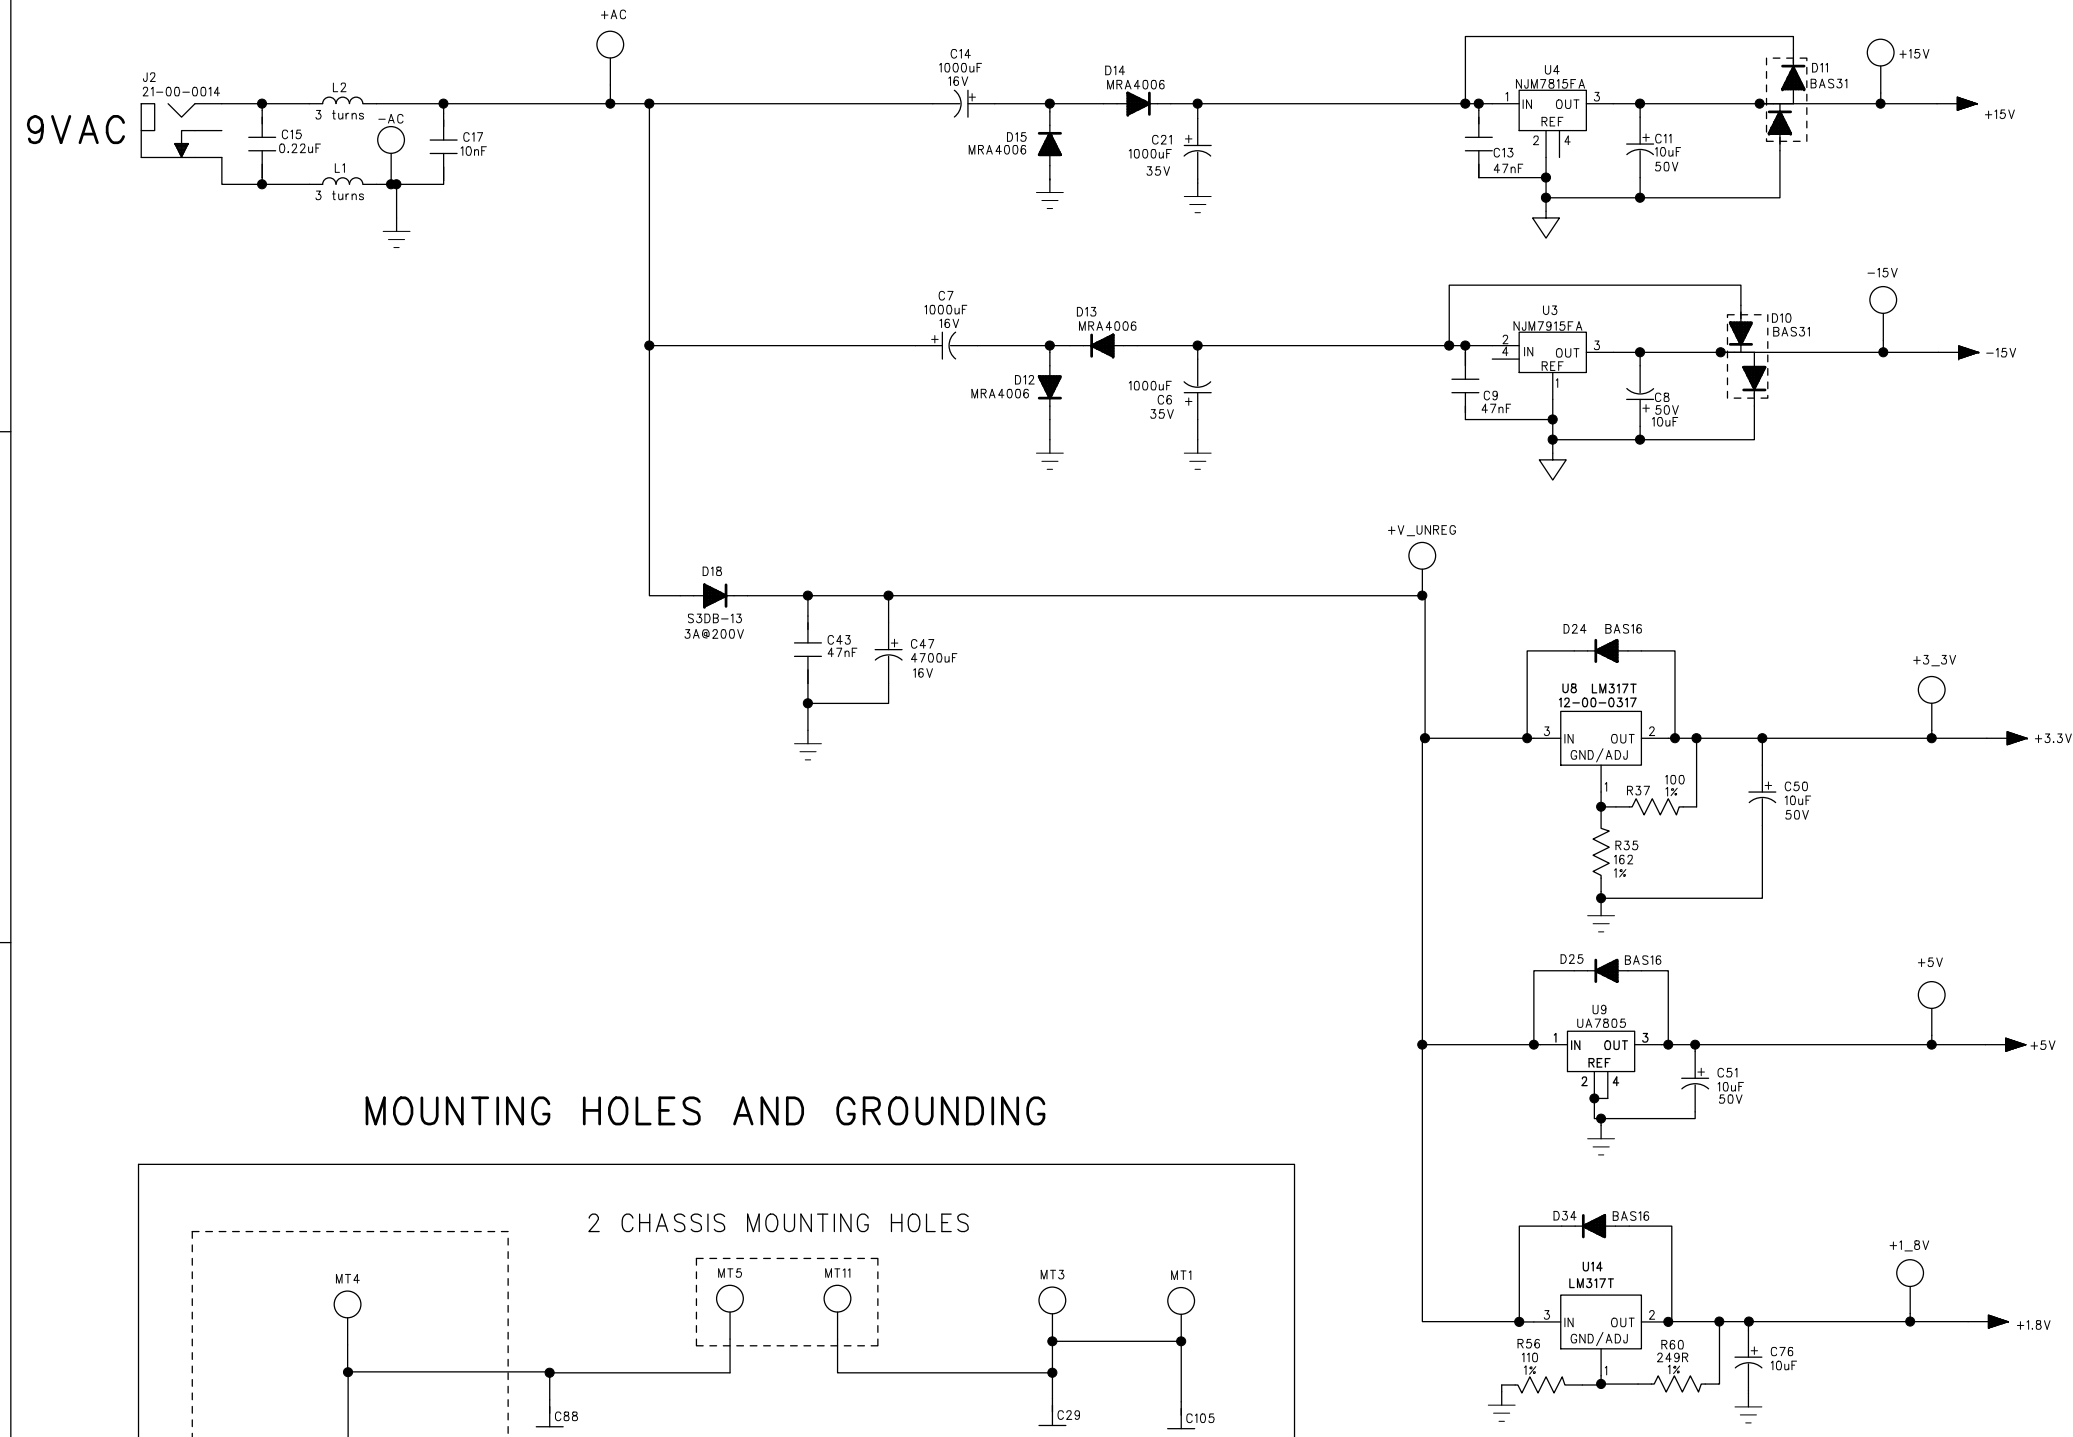 +AC
J2
21-00-0014
9VAC
L2
3 turns
-AC
C15
0.22uF
C17
10nF
L1
3 turns
C14
1000uF
16V
+
D14
MRA4006
D15
MRA4006
+
C21
1000uF
35V
U4
NJM7815FA
1
IN
OUT
3
REF
2
4
C13
47nF
+
C11
10uF
50V
D11
BAS31
+15V
+15V
C7
1000uF
16V
+
D13
MRA4006
D12
MRA4006
1000uF
C6
+
35V
U3
NJM7915FA
2
4
IN
OUT
3
REF
1
C9
47nF
C8
+
50V
10uF
D10
BAS31
-15V
-15V
+V_UNREG
D18
S3DB-13
3A@200V
C43
47nF
+
C47
4700uF
16V
D24
BAS16
U8 LM317T
12-00-0317
3
IN
OUT
2
GND/ADJ
1
R37
100
1%
R35
162
1%
+
C50
10uF
50V
+3_3V
+3.3V
D25
BAS16
U9
UA7805
1
IN
OUT
3
REF
2
4
+
C51
10uF
50V
+5V
+5V
D34
BAS16
U14
LM317T
3
IN
OUT
2
GND/ADJ
1
R56
110
1%
R60
249R
1%
+
C76
10uF
+1_8V
+1.8V
MOUNTING HOLES AND GROUNDING
2 CHASSIS MOUNTING HOLES
MT4
MT5
MT11
MT3
MT1
C88
C29
C105